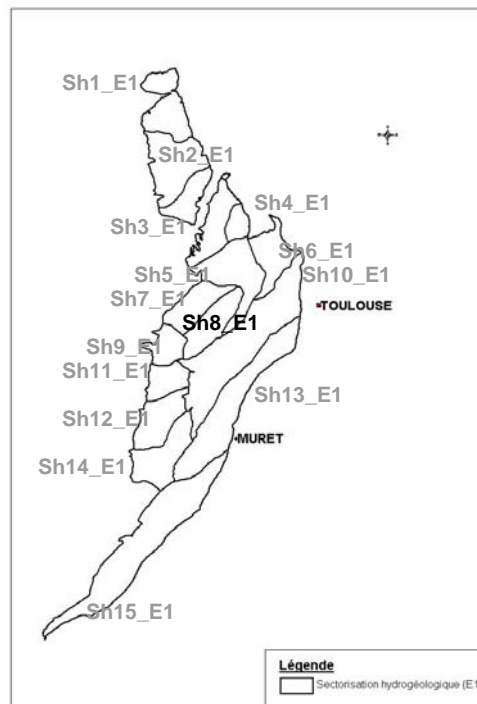 Sh1_E1
Sh2_E1
Sh4_E1
Sh3_E1
Sh6_E1
Sh5_E1
Sh10_E1
Sh7_E1
TOULOUSE
Sh8_E1
Sh9_E1
Sh11_E1
Sh13_E1
Sh12_E1
MURET
Sh14_E1
Sh15_E1
Légende
Sectorisation hydrogéologique (E1